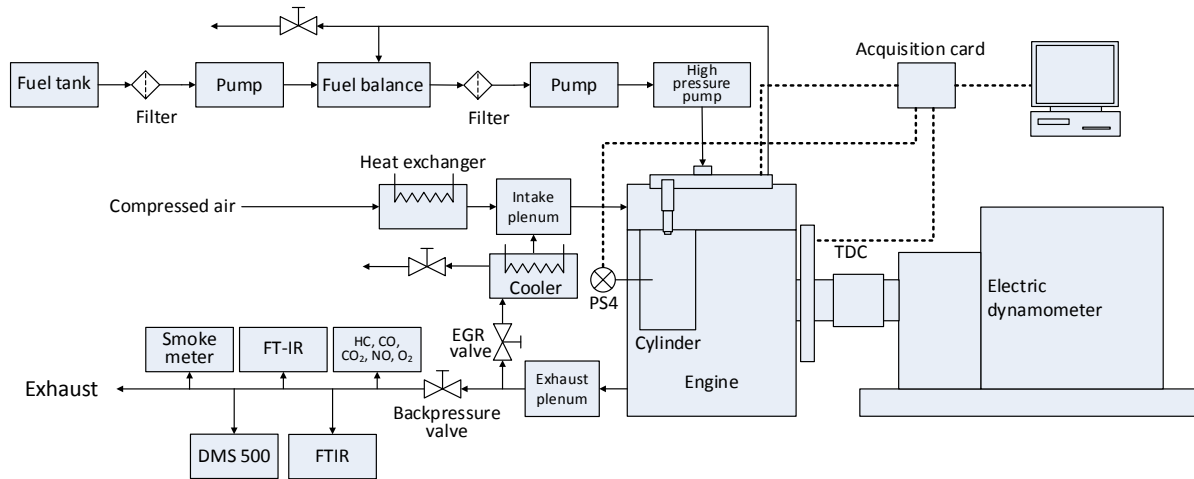 Acquisition card
Fuel tank
Filter
Pump
Fuel balance
Filter
Pump
High
pressure
pump
Heat exchanger
Compressed air
Intake
plenum
Cooler
PS4
TDC
Electric
dynamometer
Cylinder
Engine
EGR
valve
Smoke
meter
FT-IR
HC, CO,
CO₂, NO, O₂
Exhaust
Backpressure
valve
Exhaust
plenum
DMS 500
FTIR